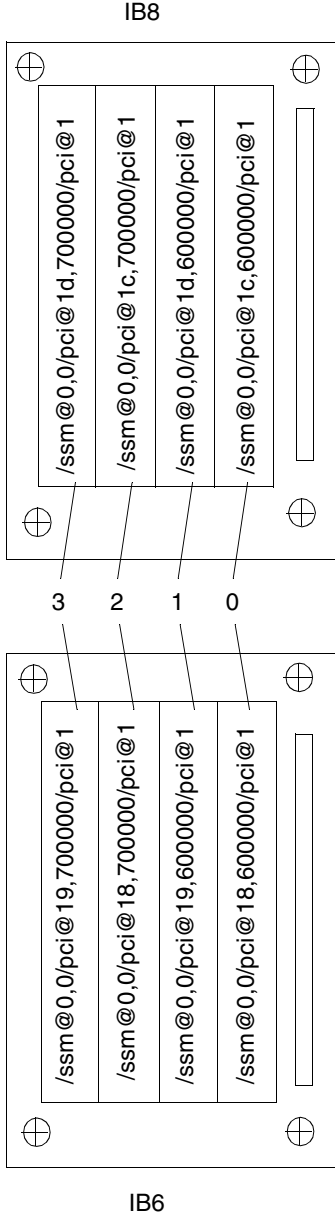 IB8
/ssm@0,0/pci@1d,700000/pci@1
/ssm@0,0/pci@1c,700000/pci@1
/ssm@0,0/pci@1d,600000/pci@1
/ssm@0,0/pci@1c,600000/pci@1
3 2 1 0
/ssm@0,0/pci@19,700000/pci@1
/ssm@0,0/pci@18,700000/pci@1
/ssm@0,0/pci@19,600000/pci@1
/ssm@0,0/pci@18,600000/pci@1
IB6